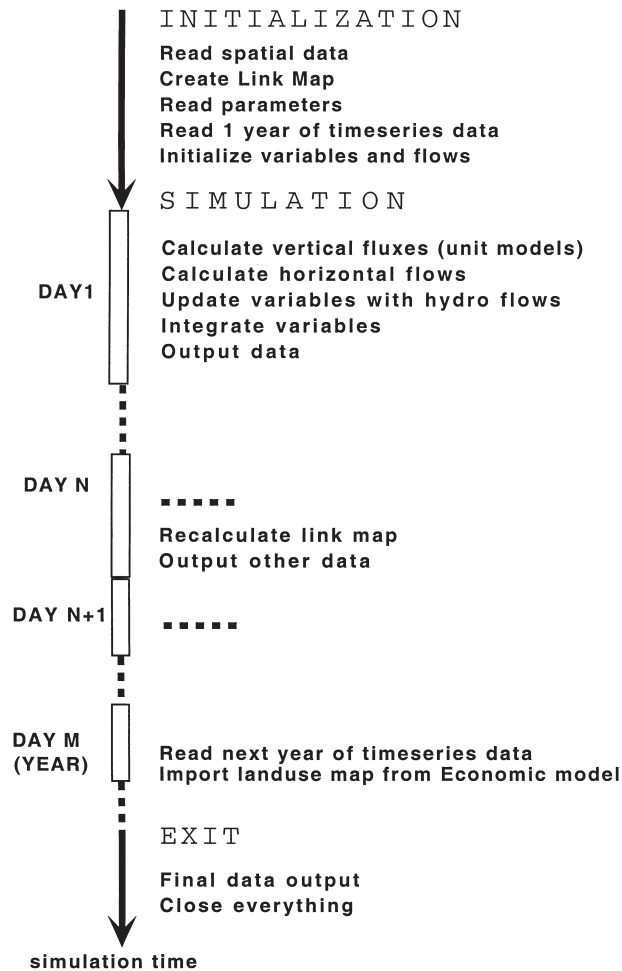 INITIALIZATION
Read spatial data
Create Link Map
Read parameters
Read 1 year of timeseries data
Initialize variables and flows
SIMULATION
DAY1
Calculate vertical fluxes (unit models)
Calculate horizontal flows
Update variables with hydro flows
Integrate variables
Output data
DAY N
Recalculate link map
Output other data
DAY N+1
DAY M
(YEAR)
Read next year of timeseries data
Import landuse map from Economic model
EXIT
Final data output
Close everything
simulation time